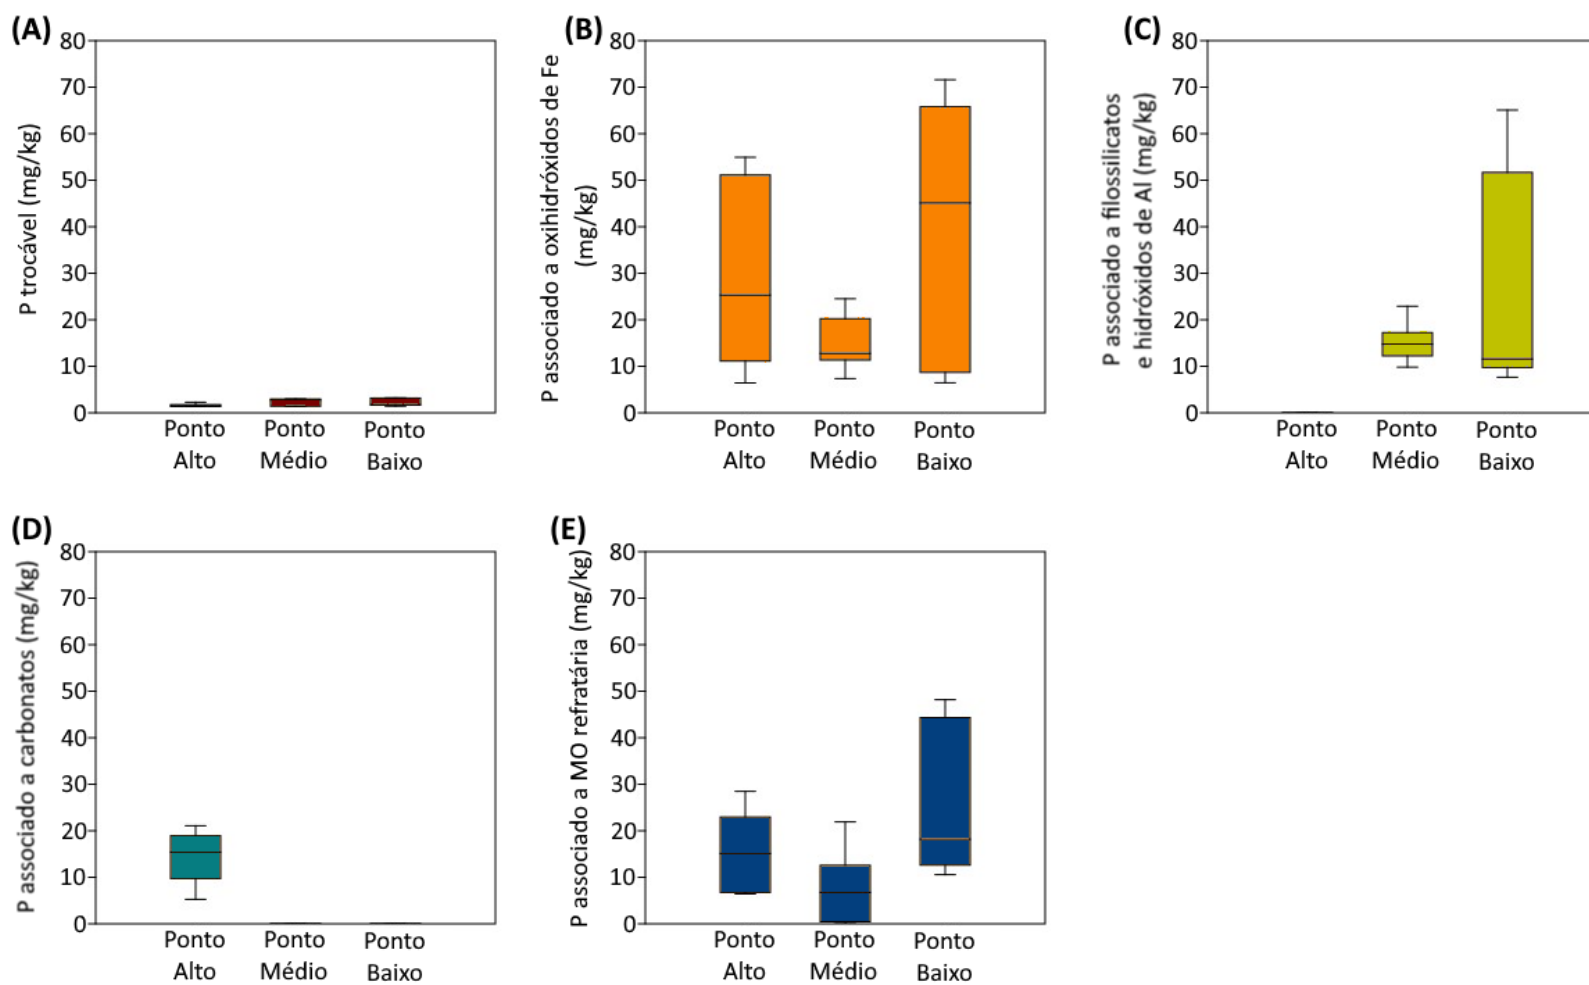 (A)
P trocável (mg/kg)
80
70
60
50
40
30
20
10
0
Ponto
Alto
Ponto
Médio
Ponto
Baixo
(B)
P associado a oxihidróxidos de Fe
(mg/kg)
80
70
60
50
40
30
20
10
0
Ponto
Alto
Ponto
Médio
Ponto
Baixo
(C)
P associado a filossilicatos
e hidróxidos de Al (mg/kg)
80
70
60
50
40
30
20
10
0
Ponto
Alto
Ponto
Médio
Ponto
Baixo
(D)
P associado a carbonatos (mg/kg)
80
70
60
50
40
30
20
10
0
Ponto
Alto
Ponto
Médio
Ponto
Baixo
(E)
P associado a MO refratária (mg/kg)
80
70
60
50
40
30
20
10
0
Ponto
Alto
Ponto
Médio
Ponto
Baixo